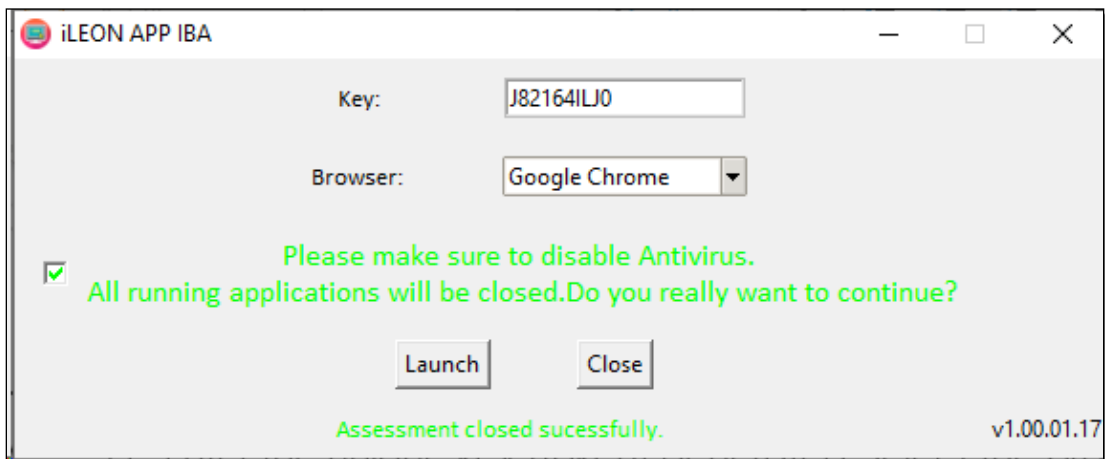 iLEON APP IBA
Key: J82164ILJ0
Browser: Google Chrome
Please make sure to disable Antivirus.
All running applications will be closed.Do you really want to continue?
Launch Close
Assessment closed sucessfully.
v1.00.01.17